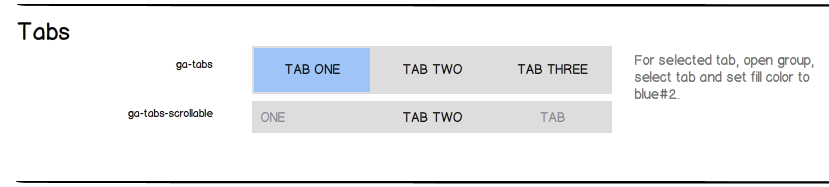 Tabs
ga-tabs
TAB ONE TAB TWO TAB THREE
For selected tab, open group,
select tab and set fill color to
blue#2.
ga-tabs-scrollable
ONE TAB TWO TAB